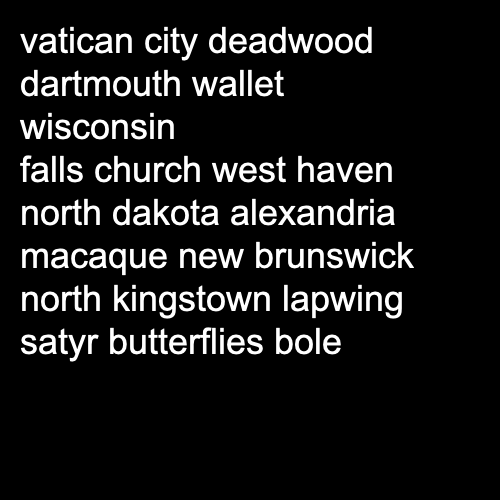 vatican city deadwood
dartmouth wallet
wisconsin
falls church west haven
north dakota alexandria
macaque new brunswick
north kingstown lapwing
satyr butterflies bole